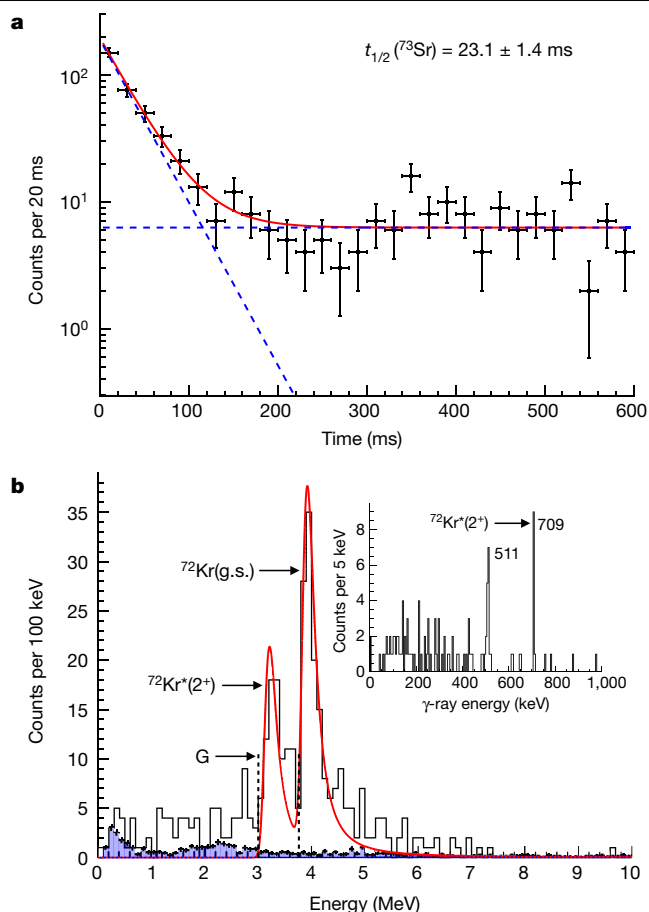 a
t1/2 (⁷³Sr) = 23.1 ± 1.4 ms
10²
10¹
10⁰
Counts per 20 ms
0 100 200 300 400 500 600
Time (ms)
b
35
30
25
20
15
10
5
0
Counts per 100 keV
⁷²Kr(g.s.)
⁷²Kr*(2⁺)
G
0 1 2 3 4 5 6 7 8 9 10
Energy (MeV)
⁷²Kr*(2⁺)
709
511
8
6
4
2
0
Counts per 5 keV
0 200 400 600 800 1,000
γ-ray energy (keV)